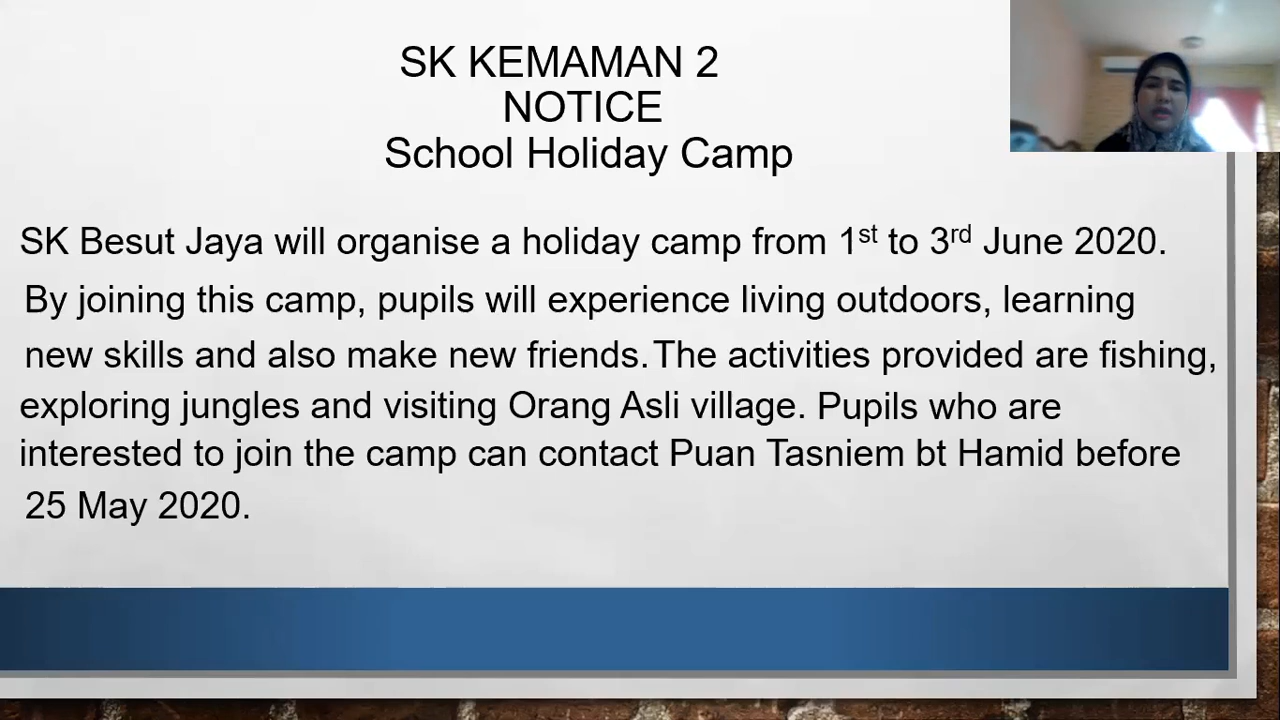 SK KEMAMAN 2
NOTICE
School Holiday Camp
SK Besut Jaya will organise a holiday camp from 1st to 3rd June 2020.
By joining this camp, pupils will experience living outdoors, learning
new skills and also make new friends. The activities provided are fishing,
exploring jungles and visiting Orang Asli village. Pupils who are
interested to join the camp can contact Puan Tasniem bt Hamid before
25 May 2020.